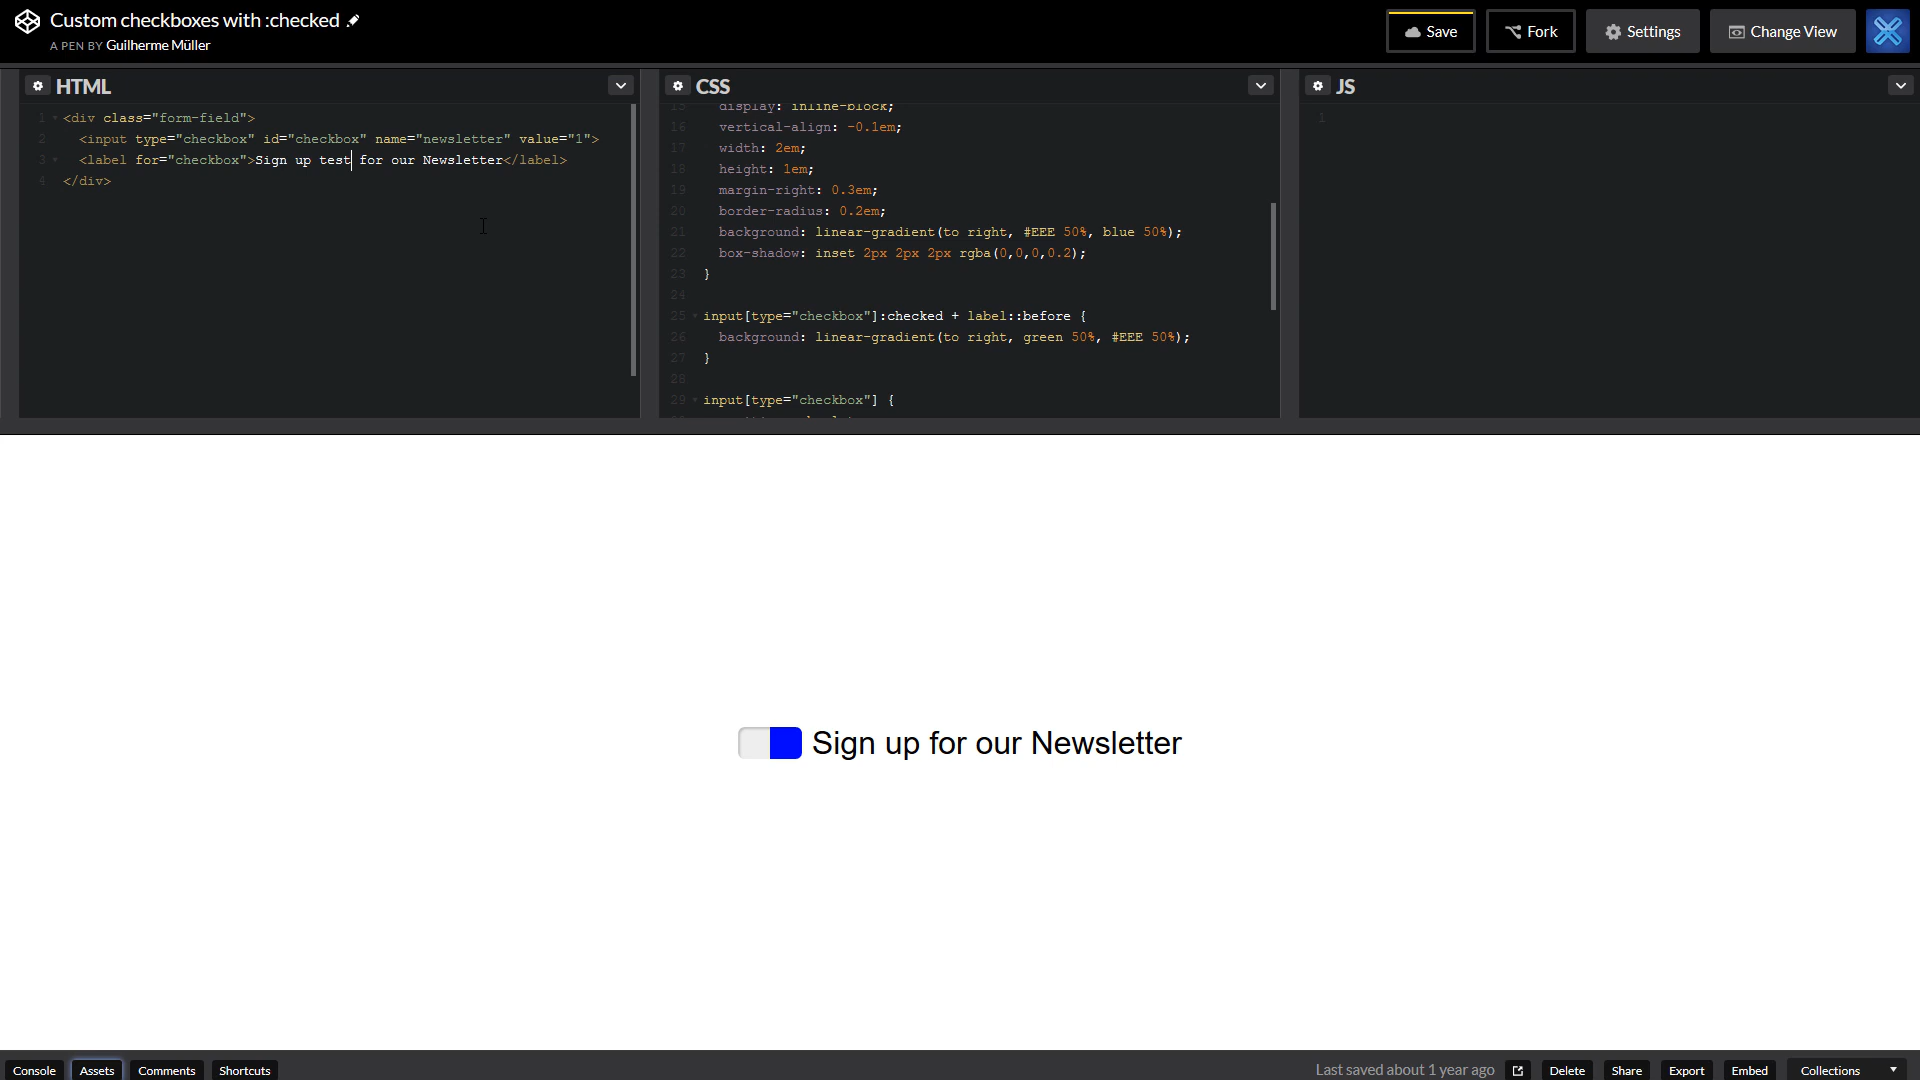 Custom checkboxes with :checked
A PEN BY Guilherme Müller
Save
Fork
Settings
Change View
HTML
1 <div class="form-field">
2 <input type="checkbox" id="checkbox" name="newsletter" value="1">
3 <label for="checkbox">Sign up test for our Newsletter</label>
4 </div>
CSS
15 display: inline-block;
16 vertical-align: -0.1em;
17 width: 2em;
18 height: 1em;
19 margin-right: 0.3em;
20 border-radius: 0.2em;
21 background: linear-gradient(to right, #EEE 50%, blue 50%);
22 box-shadow: inset 2px 2px 2px rgba(0,0,0,0.2);
23 }
24
25 input[type="checkbox"]:checked + label::before {
26 background: linear-gradient(to right, green 50%, #EEE 50%);
27 }
28
29 input[type="checkbox"] {
JS
1
Sign up for our Newsletter
Console
Assets
Comments
Shortcuts
Last saved about 1 year ago
Delete
Share
Export
Embed
Collections